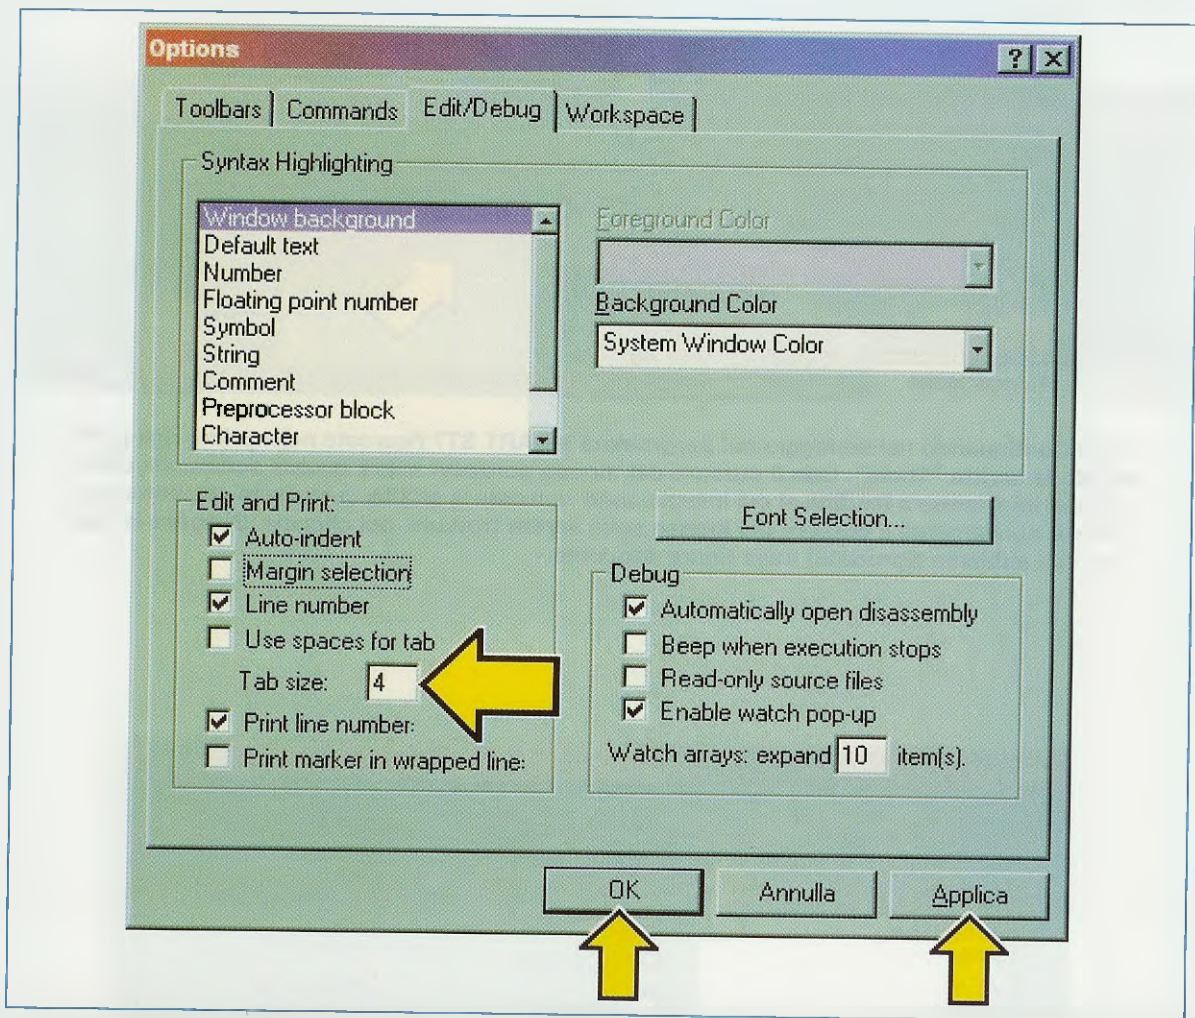 Options
? X
Toolbars Commands Edit/Debug Workspace
Syntax Highlighting
Window background
Default text
Number
Floating point number
Symbol
String
Comment
Preprocessor block
Character
Foreground Color
Background Color
System Window Color
Edit and Print:
Auto-indent
Margin selection
Line number
Use spaces for tab
Tab size: 4
Print line number:
Print marker in wrapped line:
Font Selection...
Debug
Automatically open disassembly
Beep when execution stops
Read-only source files
Enable watch pop-up
Watch arrays: expand 10 item(s).
OK Annulla Applica